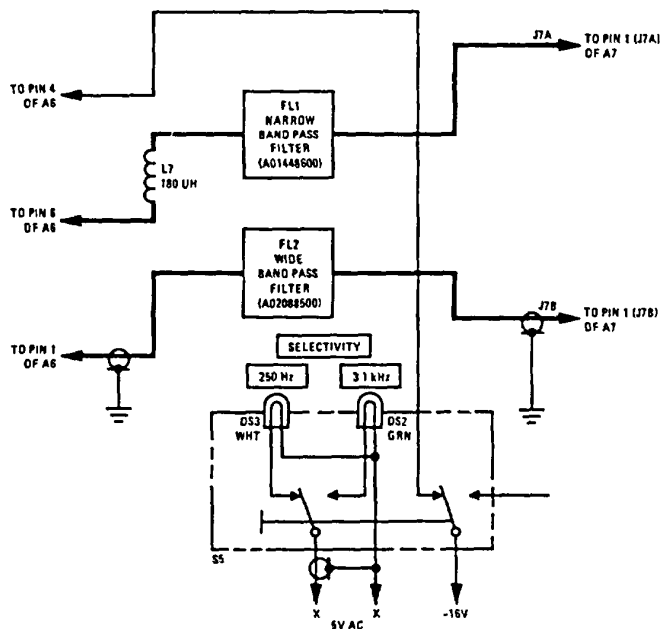 J7A
TO PIN 1 (J7A)
OF A7
TO PIN 4
OF A6
FL1
NARROW
BAND PASS
FILTER
(A01448600)
L7
180 UH
TO PIN 6
OF A6
FL2
WIDE
BAND PASS
FILTER
(A02088500)
J7B
TO PIN 1 (J7B)
OF A7
TO PIN 1
OF A6
SELECTIVITY
250 Hz
3.1 kHz
DS3
WHT
DS2
GRN
S5
X
X
-16V
6V AC